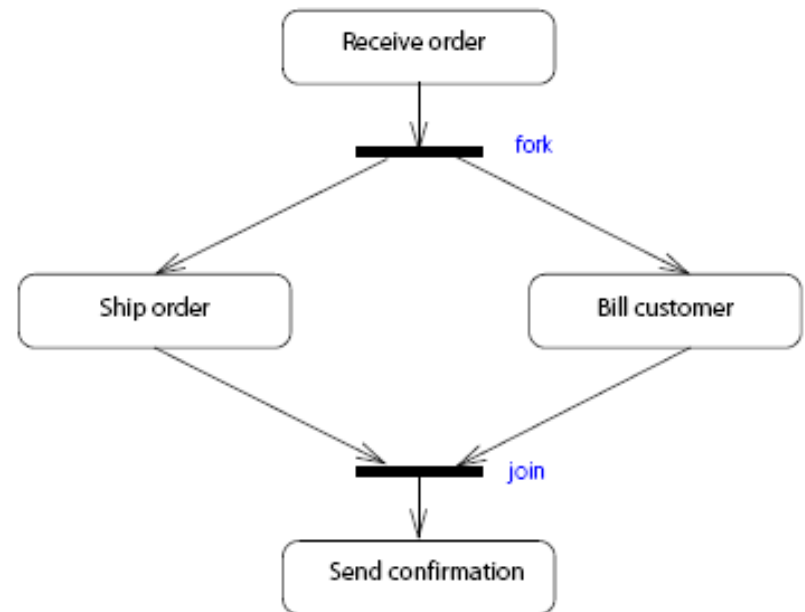 Receive order
fork
Ship order
Bill customer
join
Send confirmation